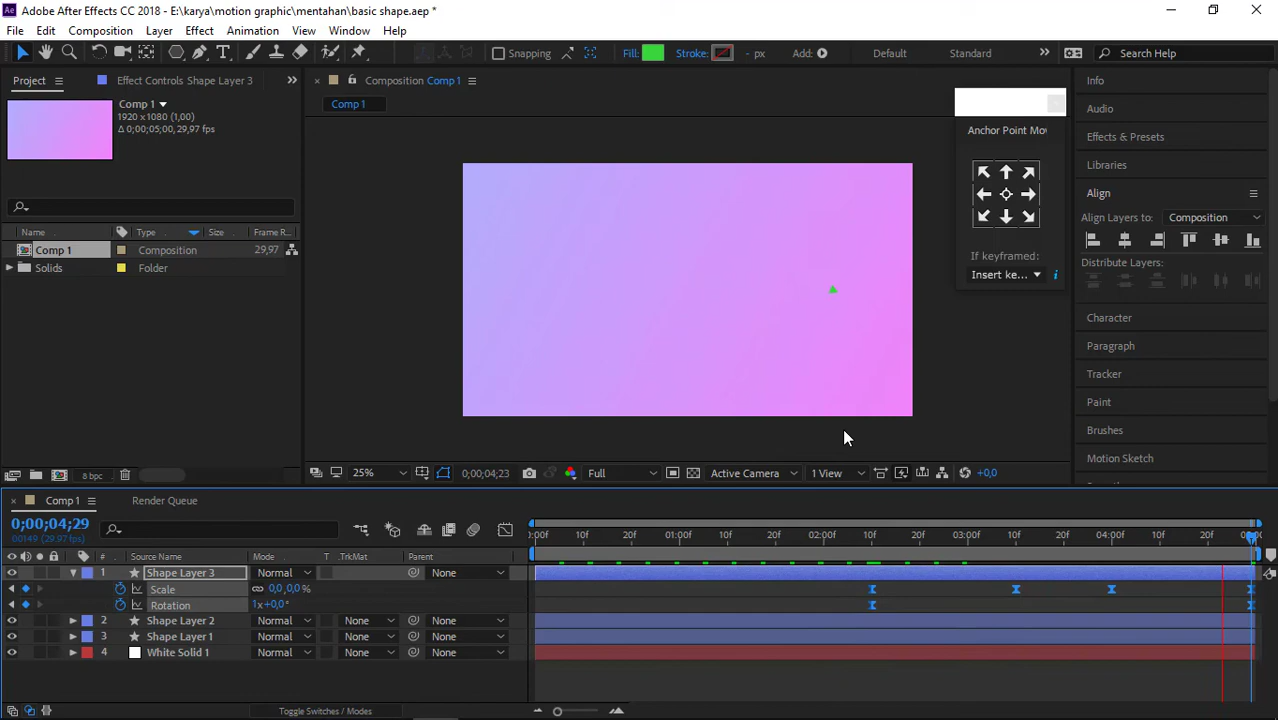 Adobe After Effects CC 2018 - E:\karya\motion graphic\mentahan\basic shape.aep *
File Edit Composition Layer Effect Animation View Window Help
Snapping Fill: Stroke: - px Add: Default Standard Search Help
Project Effect Controls Shape Layer 3
Composition Comp 1
Info
Comp 1
1920 x 1080 (1,00)
Δ 0;00;05;00, 29,97 fps
Comp 1
Audio
Anchor Point Mov
Effects & Presets
Libraries
Align
Align Layers to: Composition
Name Type Size Frame R...
Comp 1 Composition 29,97
Solids Folder
If keyframed:
Insert ke...
Distribute Layers:
Character
Paragraph
Tracker
Paint
Brushes
Motion Sketch
8 bpc
25% 0;00;04;23 Full Active Camera 1 View +0,0
Comp 1 Render Queue
0;00;04;29
00149 (29.97 fps)
:00f 10f 20f 01:00f 10f 20f 02:00f 10f 20f 03:00f 10f 20f 04:00f 10f 20f
# Source Name Mode T .TrkMat Parent
1 Shape Layer 3 Normal None
Scale 0,0,0,0 %
Rotation 1x+0,0°
2 Shape Layer 2 Normal None None
3 Shape Layer 1 Normal None None
4 White Solid 1 Normal None None
Toggle Switches / Modes